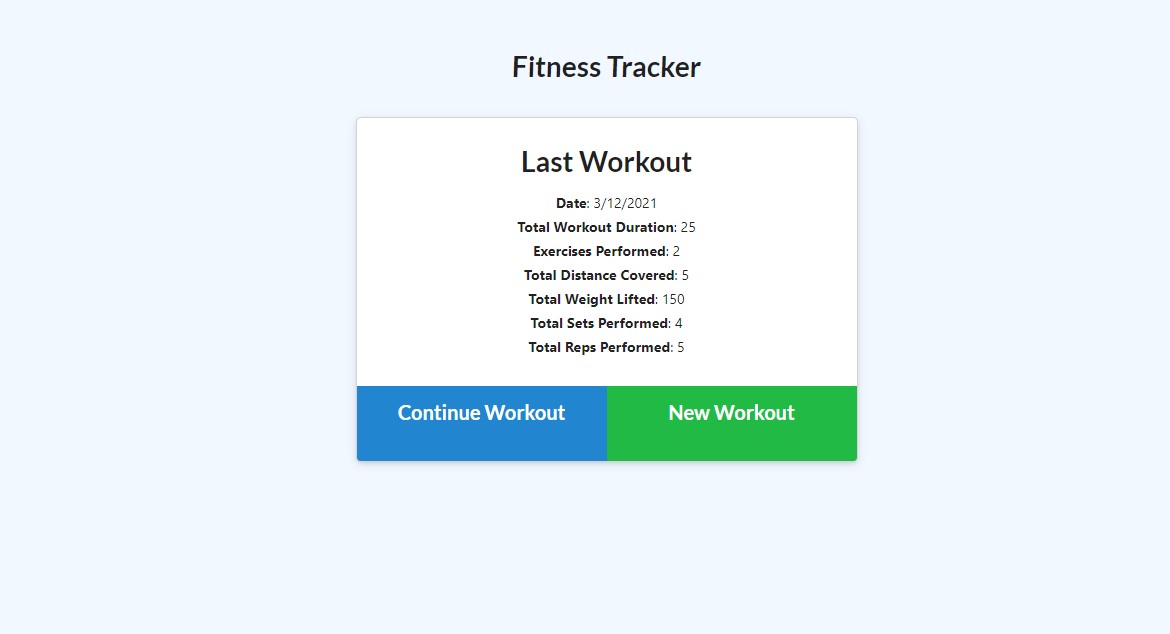 Fitness Tracker
Last Workout
Date: 3/12/2021
Total Workout Duration: 25
Exercises Performed: 2
Total Distance Covered: 5
Total Weight Lifted: 150
Total Sets Performed: 4
Total Reps Performed: 5
Continue Workout
New Workout